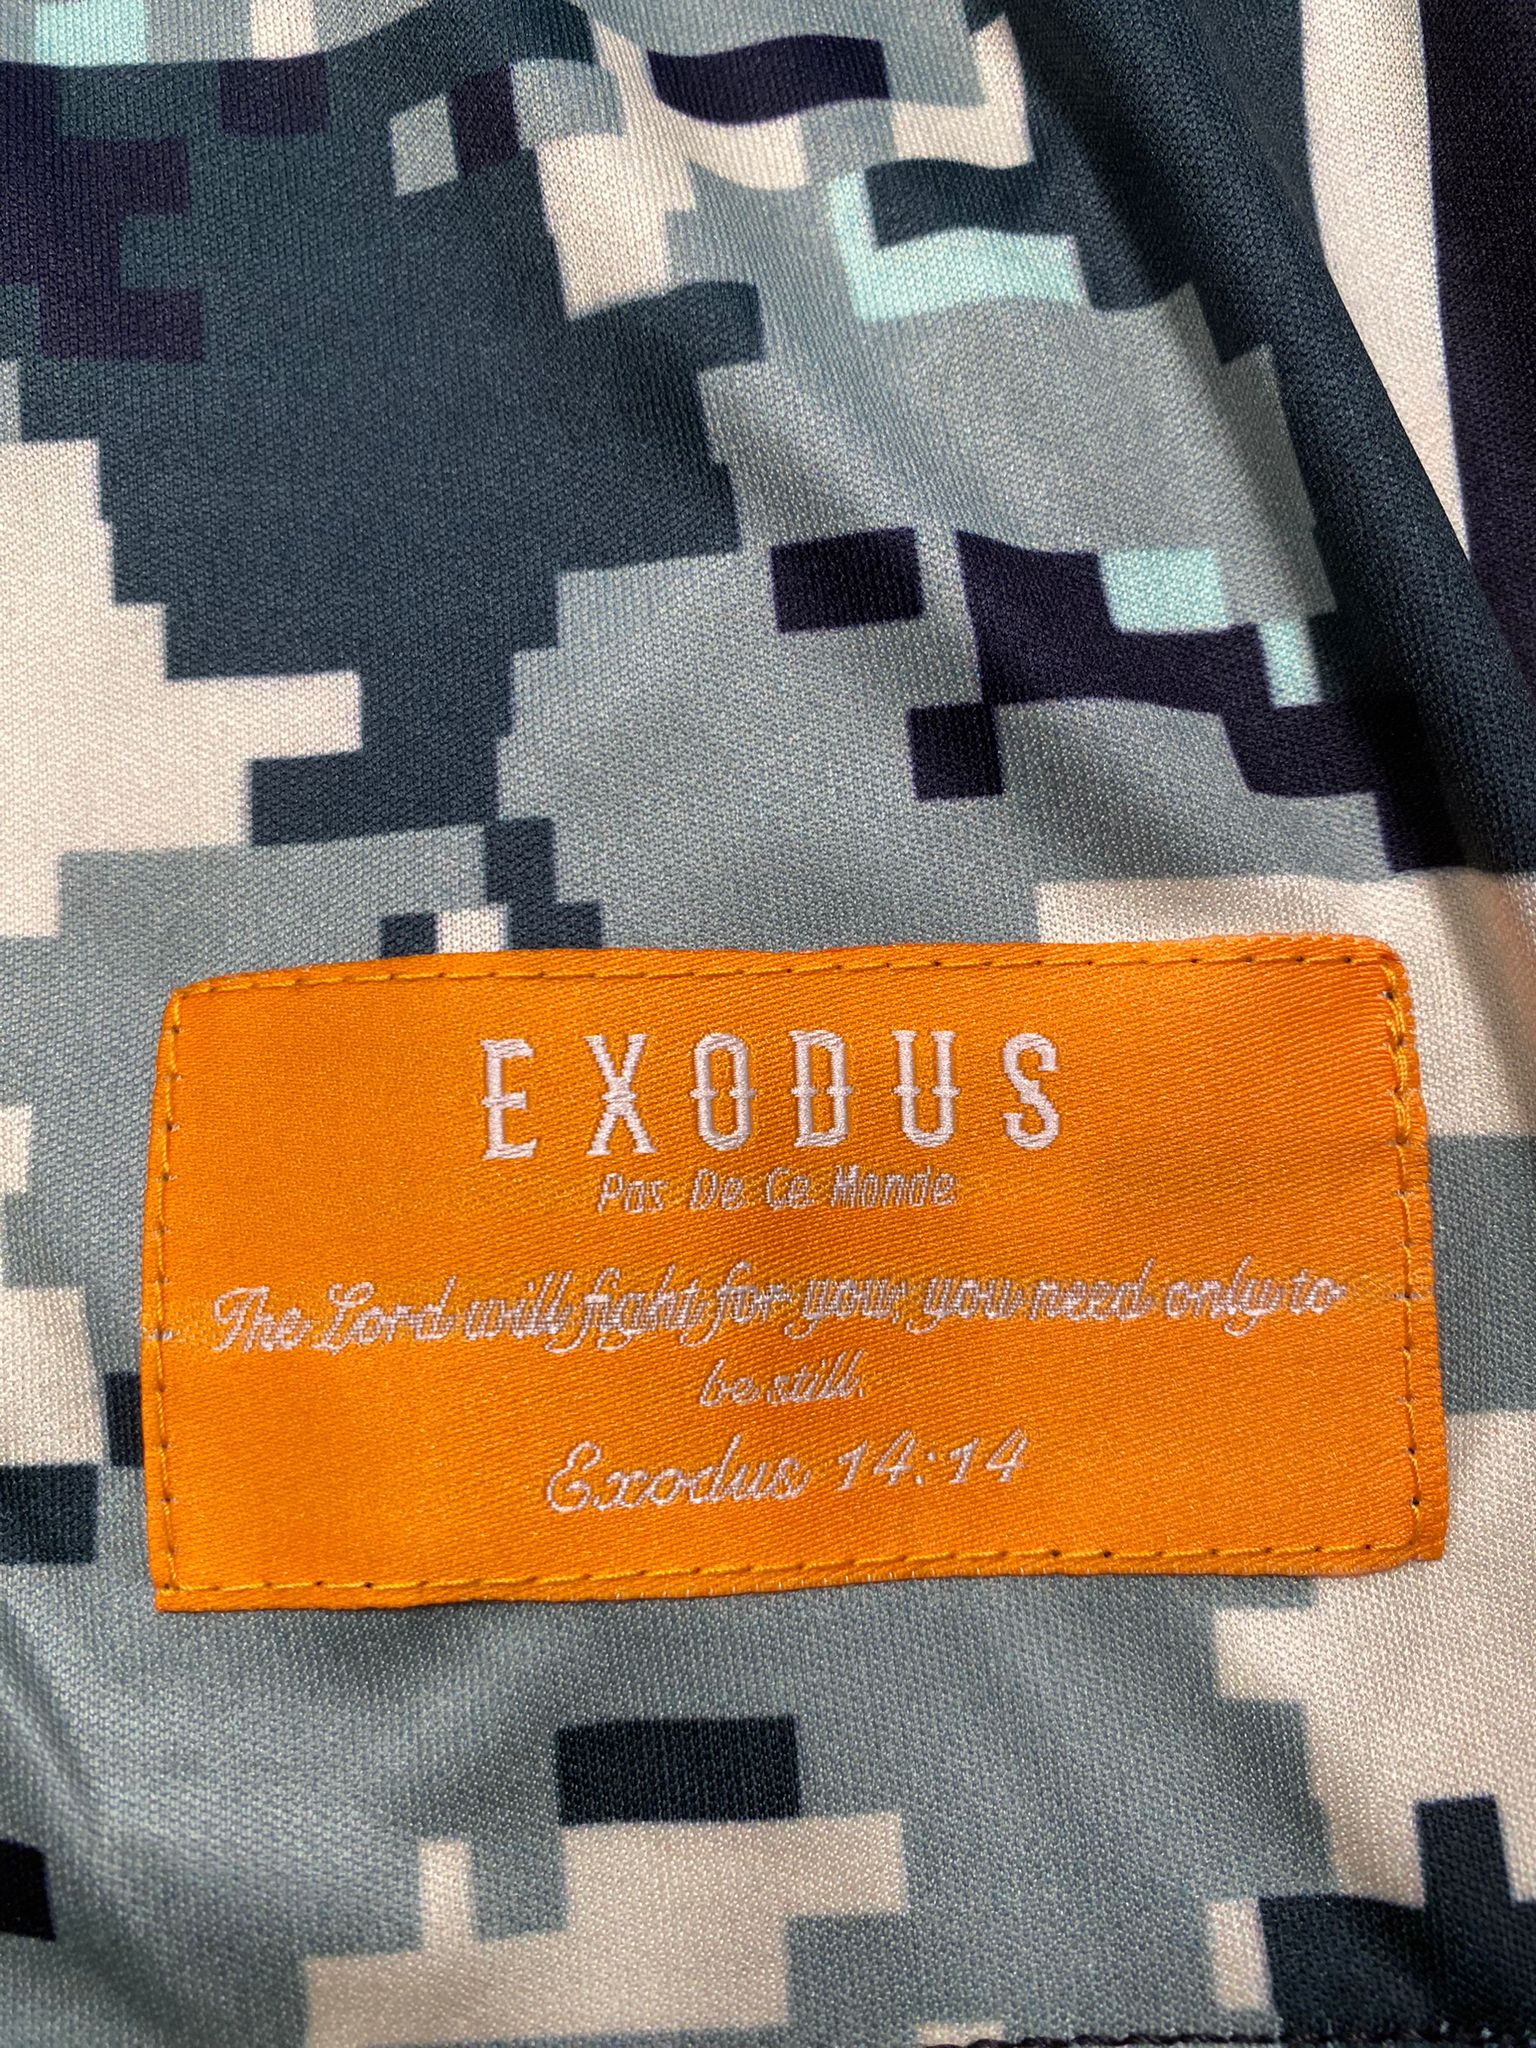 EXODUS
Pas De Ce Monde
The Lord will fight for you; you need only to
be still.
Exodus 14:14